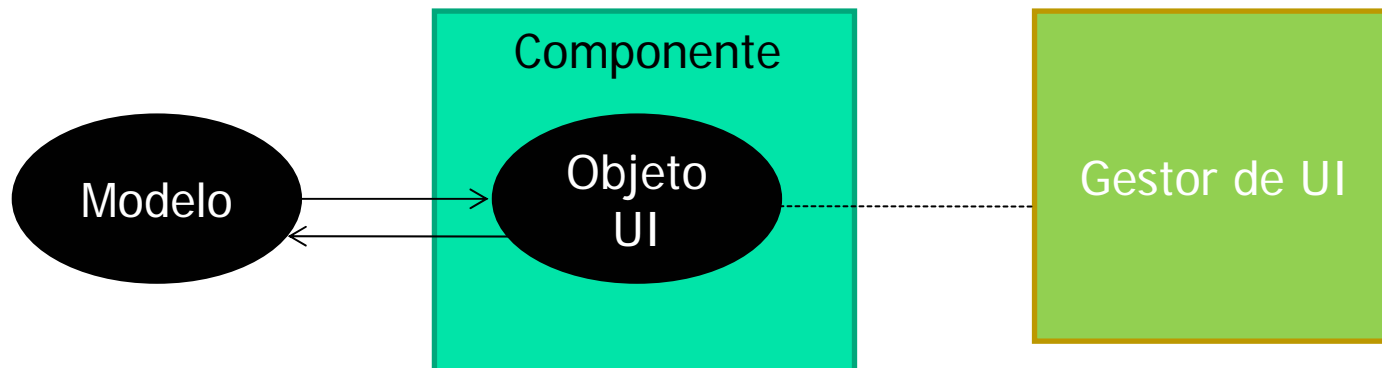 Componente
Modelo
Objeto
UI
Gestor de UI